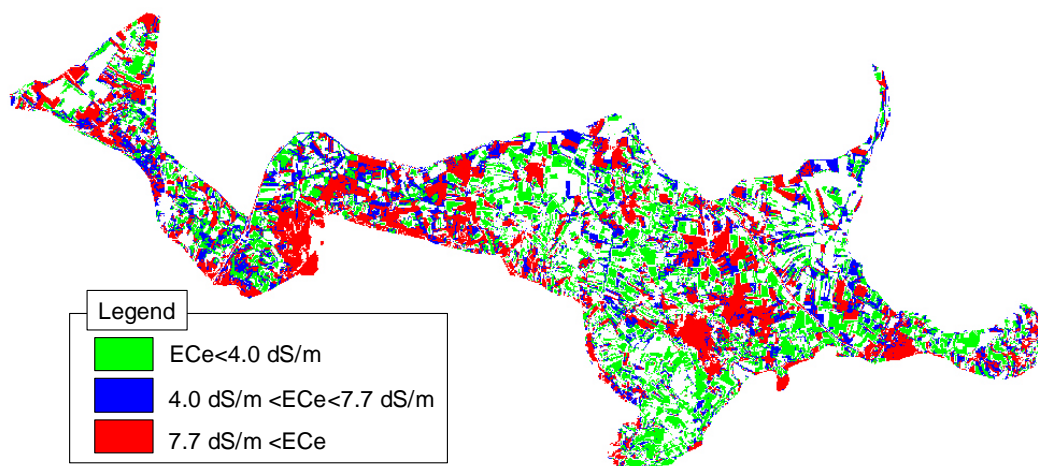 Legend
ECe<4.0 dS/m
4.0 dS/m <ECe<7.7 dS/m
7.7 dS/m <ECe